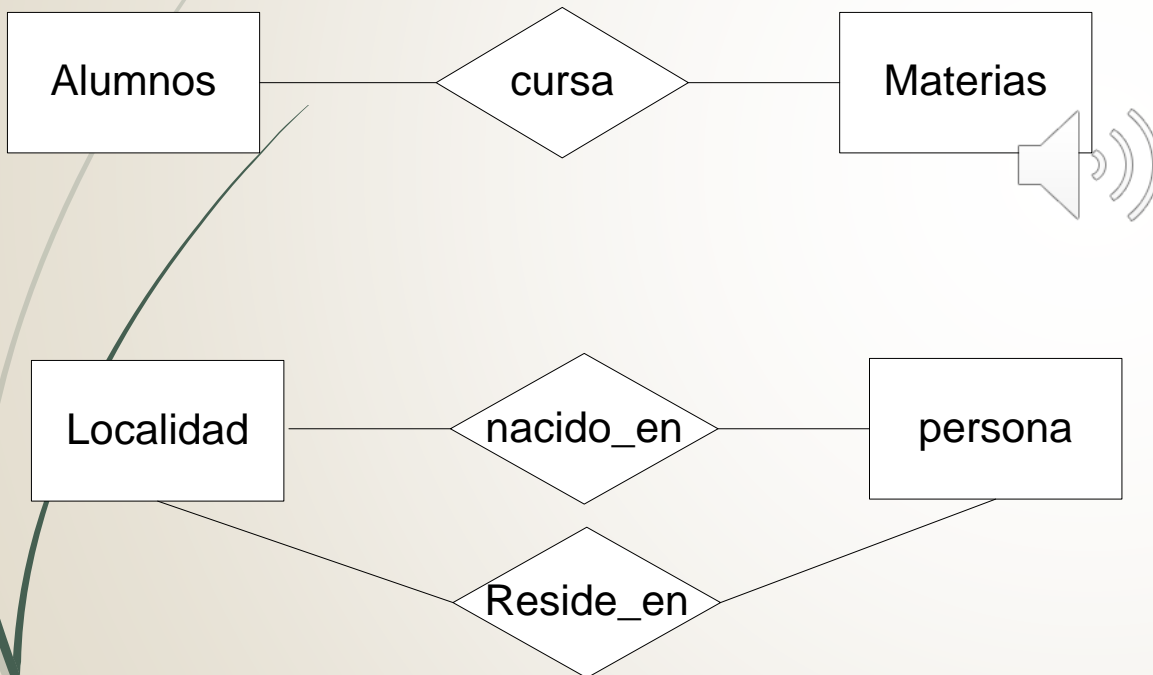 Alumnos
cursa
Materias
Localidad
nacido_en
persona
Reside_en